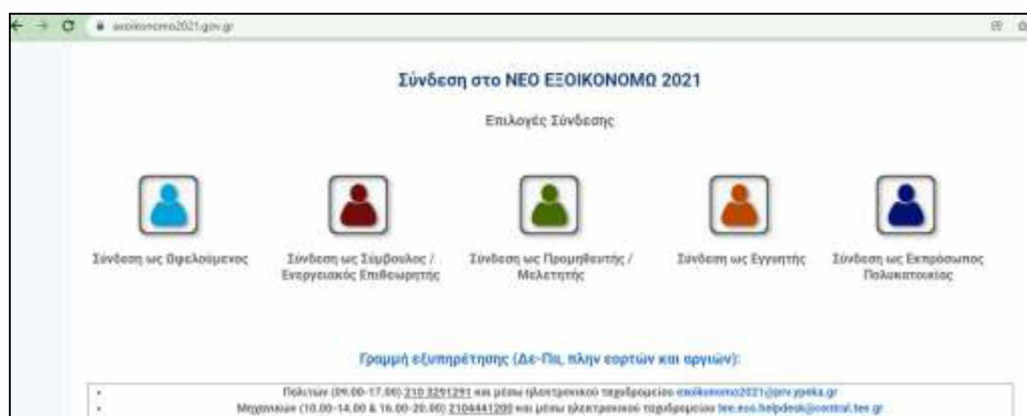 exoikonomo2021.gov.gr
Σύνδεση στο ΝΕΟ ΕΞΟΙΚΟΝΟΜΩ 2021
Επιλογές Σύνδεσης
Σύνδεση ως Ωφελούμενος
Σύνδεση ως Σύμβουλος /
Ενεργειακός Επιθεωρητής
Σύνδεση ως Προμηθευτής /
Μελετητής
Σύνδεση ως Εγγυητής
Σύνδεση ως Εκπρόσωπος
Πολυκατοικίας
Γραμμή εξυπηρέτησης (Δε-Πα, πλην εορτών και αργιών):
Πολιτών (09.00-17.00) 210 3291291 και μέσω ηλεκτρονικού ταχυδρομείου exoikonomo2021@prv.ypeka.gr
Μηχανικών (10.00-14.00 & 16.00-20.00) 2104441200 και μέσω ηλεκτρονικού ταχυδρομείου tee.exo.helpdesk@central.tee.gr